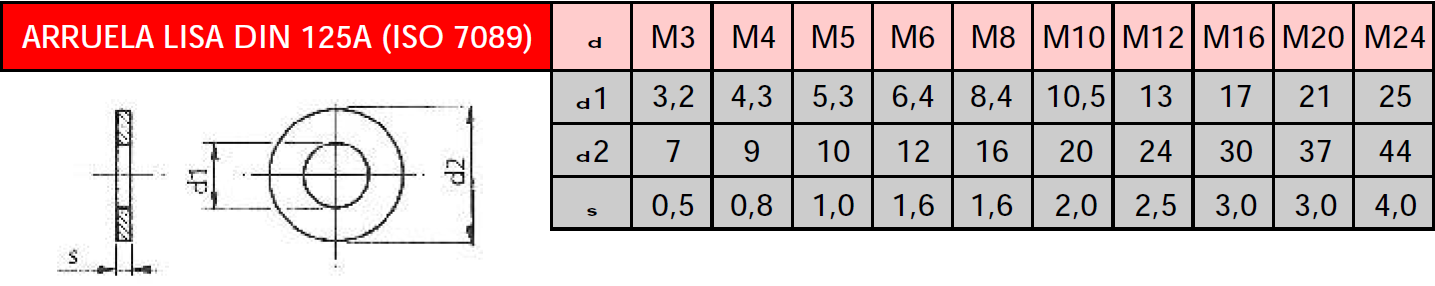 ARRUELA LISA DIN 125A (ISO 7089) d M3 M4 M5 M6 M8 M10 M12 M16 M20 M24
d1 3,2 4,3 5,3 6,4 8,4 10,5 13 17 21 25
d2 7 9 10 12 16 20 24 30 37 44
s 0,5 0,8 1,0 1,6 1,6 2,0 2,5 3,0 3,0 4,0
d1
d2
s